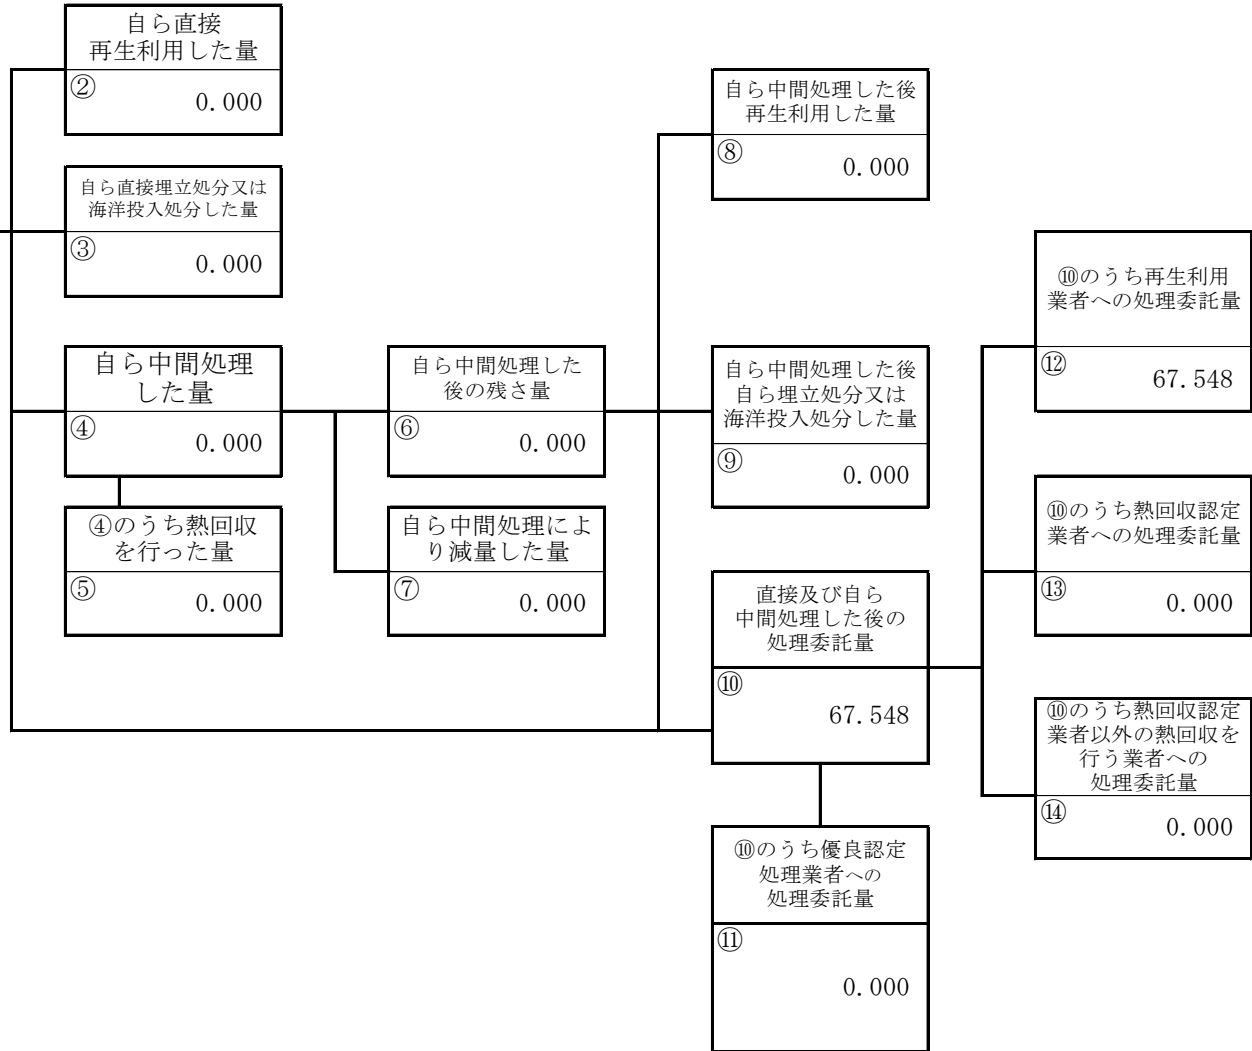 自ら直接
再生利用した量
②
0.000
自ら直接埋立処分又は
海洋投入処分した量
③
0.000
自ら中間処理
した量
④
0.000
④のうち熱回収
を行った量
⑤
0.000
自ら中間処理した
後の残さ量
⑥
0.000
自ら中間処理によ
り減量した量
⑦
0.000
自ら中間処理した後
再生利用した量
⑧
0.000
自ら中間処理した後
自ら埋立処分又は
海洋投入処分した量
⑨
0.000
直接及び自ら
中間処理した後の
処理委託量
⑩
67.548
⑩のうち優良認定
処理業者への
処理委託量
⑪
0.000
⑩のうち再生利用
業者への処理委託量
⑫
67.548
⑩のうち熱回収認定
業者への処理委託量
⑬
0.000
⑩のうち熱回収認定
業者以外の熱回収を
行う業者への
処理委託量
⑭
0.000